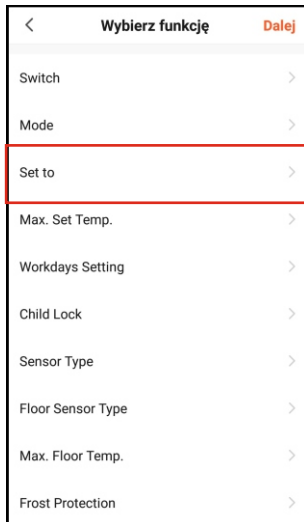 Wybierz funkcję Dalej
Switch
Mode
Set to
Max. Set Temp.
Workdays Setting
Child Lock
Sensor Type
Floor Sensor Type
Max. Floor Temp.
Frost Protection